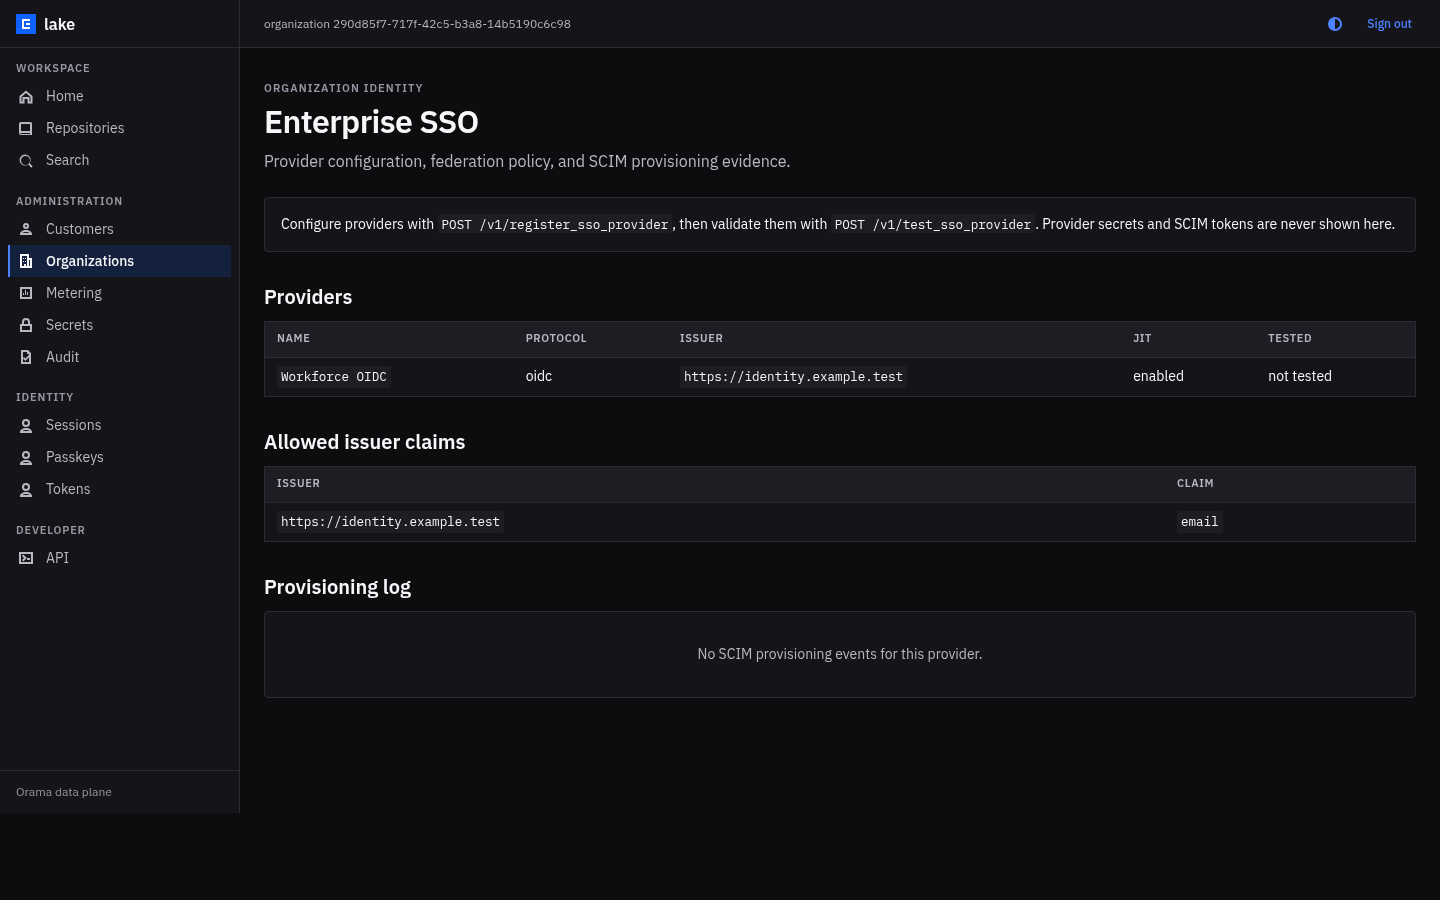 lake
organization 290d85f7-717f-42c5-b3a8-14b5190c6c98
Sign out
WORKSPACE
Home
Repositories
Search
ADMINISTRATION
Customers
Organizations
Metering
Secrets
Audit
IDENTITY
Sessions
Passkeys
Tokens
DEVELOPER
API
Orama data plane
ORGANIZATION IDENTITY
Enterprise SSO
Provider configuration, federation policy, and SCIM provisioning evidence.
Configure providers with POST /v1/register_sso_provider, then validate them with POST /v1/test_sso_provider. Provider secrets and SCIM tokens are never shown here.
Providers
NAME PROTOCOL ISSUER JIT TESTED
Workforce OIDC oidc https://identity.example.test enabled not tested
Allowed issuer claims
ISSUER CLAIM
https://identity.example.test email
Provisioning log
No SCIM provisioning events for this provider.